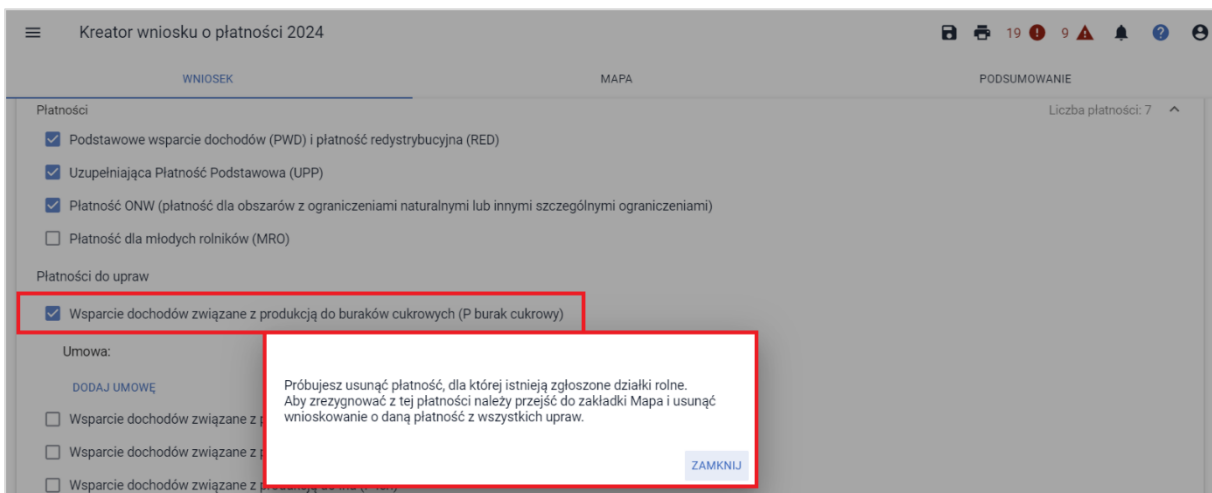 Kreator wniosku o płatności 2024
19 9
WNIOSEK MAPA PODSUMOWANIE
Płatności Liczba płatności: 7
Podstawowe wsparcie dochodów (PWD) i płatność redystrybucyjna (RED)
Uzupełniająca Płatność Podstawowa (UPP)
Płatność ONW (płatność dla obszarów z ograniczeniami naturalnymi lub innymi szczególnymi ograniczeniami)
Płatność dla młodych rolników (MRO)
Płatności do upraw
Wsparcie dochodów związane z produkcją do buraków cukrowych (P burak cukrowy)
Umowa:
DODAJ UMOWĘ
Próbujesz usunąć płatność, dla której istnieją zgłoszone działki rolne.
Aby zrezygnować z tej płatności należy przejść do zakładki Mapa i usunąć
wnioskowanie o daną płatność z wszystkich upraw.
ZAMKNIJ
Wsparcie dochodów związane z
Wsparcie dochodów związane z
Wsparcie dochodów związane z